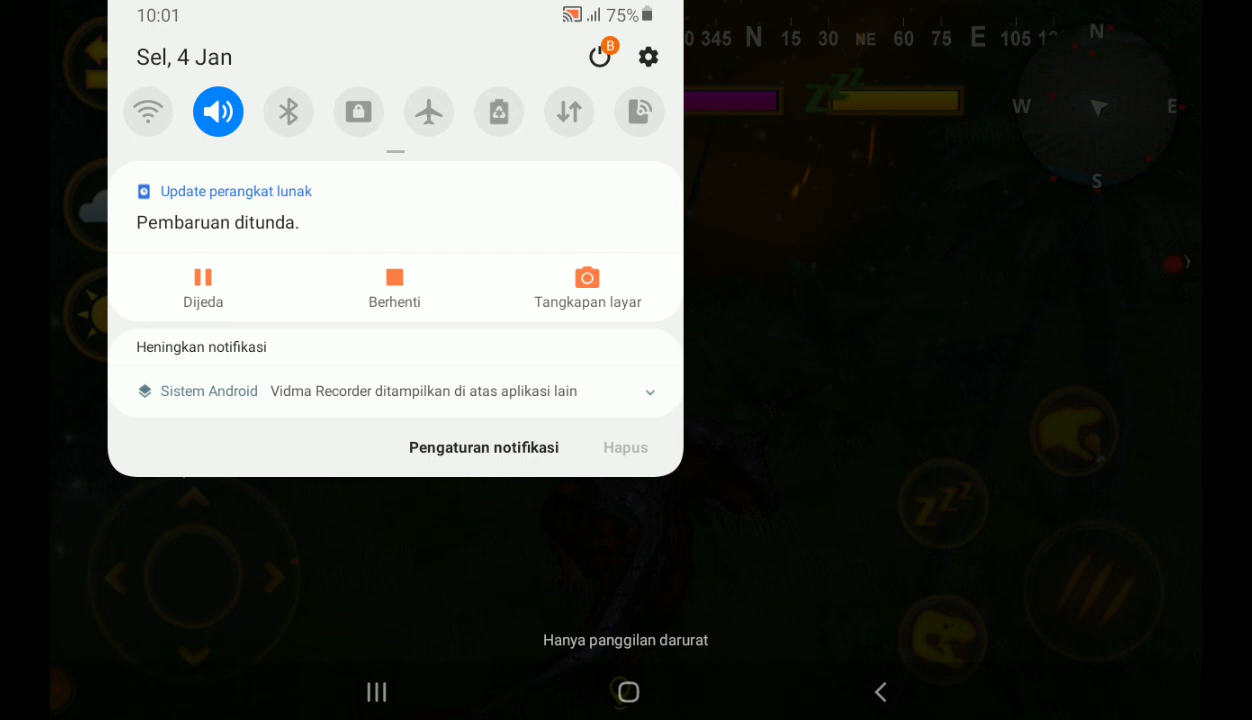 10:01
75%
Sel, 4 Jan
B
0 345 N 15 30 NE 60 75 E 105
N
W
E
S
Update perangkat lunak
Pembaruan ditunda.
Dijeda
Berhenti
Tangkapan layar
Heningkan notifikasi
Sistem Android Vidma Recorder ditampilkan di atas aplikasi lain
Pengaturan notifikasi
Hapus
zzz
zzz
Hanya panggilan darurat